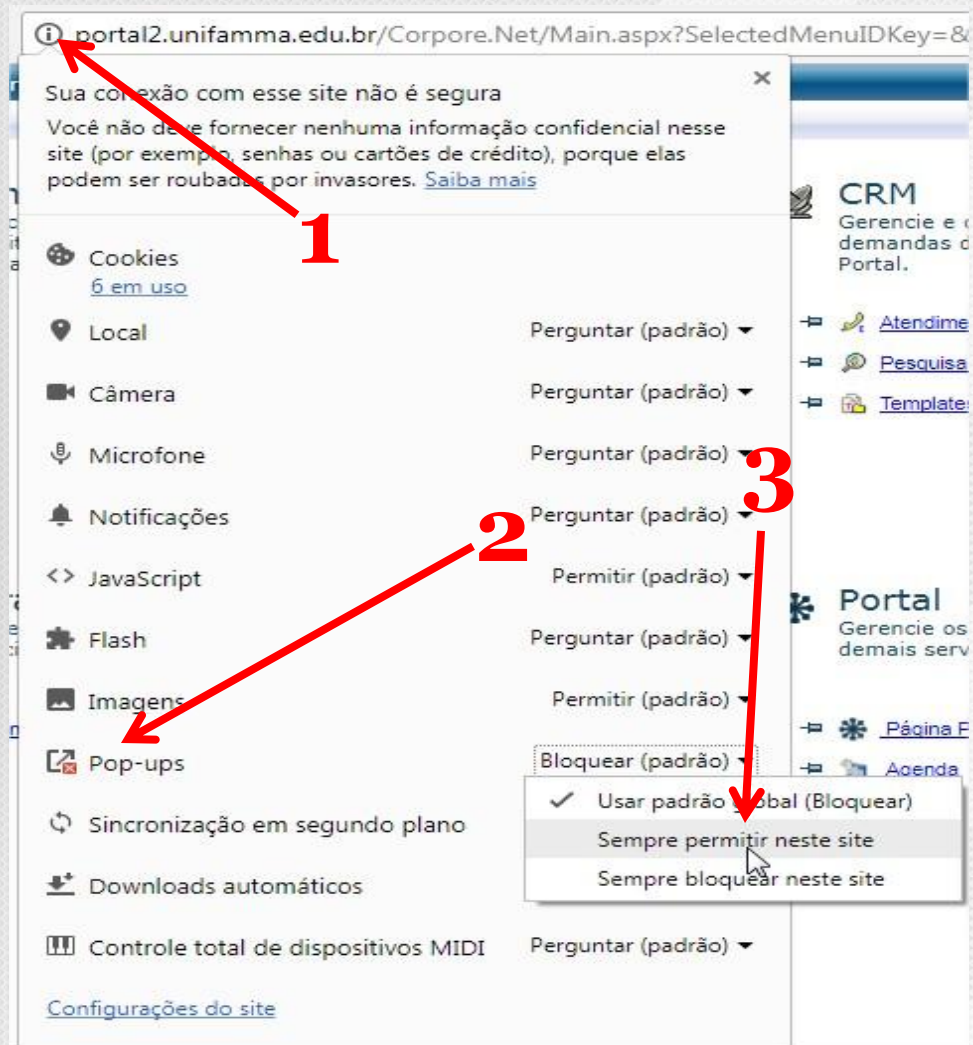 portal2.unifamma.edu.br/Corpore.Net/Main.aspx?SelectedMenuIDKey=&
Sua conexão com esse site não é segura
Você não deve fornecer nenhuma informação confidencial nesse
site (por exemplo, senhas ou cartões de crédito), porque elas
podem ser roubadas por invasores. Saiba mais
1
Cookies
6 em uso
Local Perguntar (padrão)
Câmera Perguntar (padrão)
Microfone Perguntar (padrão)
3
Notificações Perguntar (padrão)
2
JavaScript Permitir (padrão)
Flash Perguntar (padrão)
Imagens Permitir (padrão)
Pop-ups Bloquear (padrão)
Usar padrão global (Bloquear)
Sempre permitir neste site
Sempre bloquear neste site
Sincronização em segundo plano
Downloads automáticos
Controle total de dispositivos MIDI Perguntar (padrão)
Configurações do site
CRM
Gerencie e
demandas d
Portal.
Atendime
Pesquisa
Template
Portal
Gerencie os
demais serv
Página P
Agenda